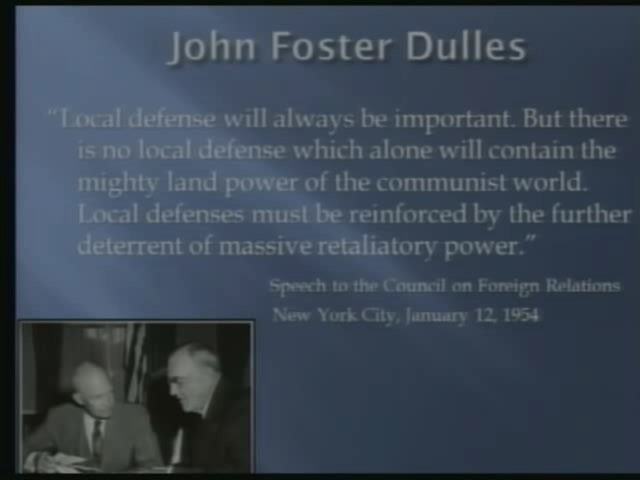 John Foster Dulles
“Local defense will always be important. But there
is no local defense which alone will contain the
mighty land power of the communist world.
Local defenses must be reinforced by the further
deterrent of massive retaliatory power.”
Speech to the Council on Foreign Relations
New York City, January 12, 1954